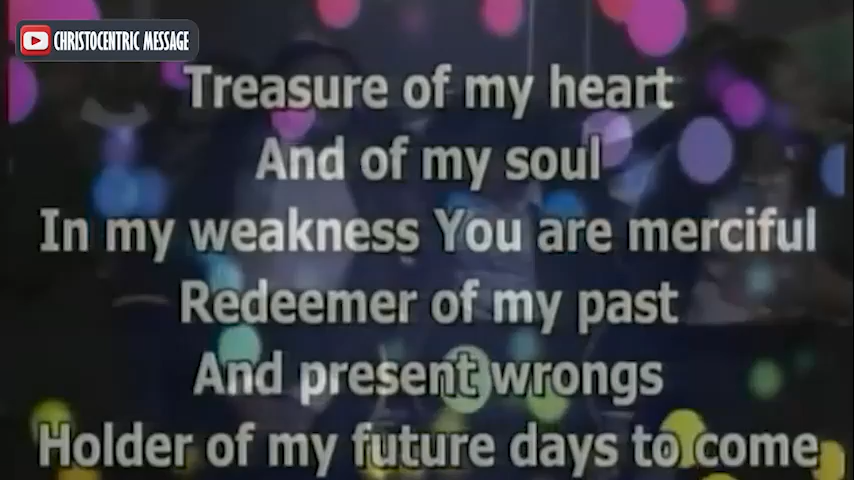 CHRISTOCENTRIC MESSAGE
Treasure of my heart
And of my soul
In my weakness You are merciful
Redeemer of my past
And present wrongs
Holder of my future days to come